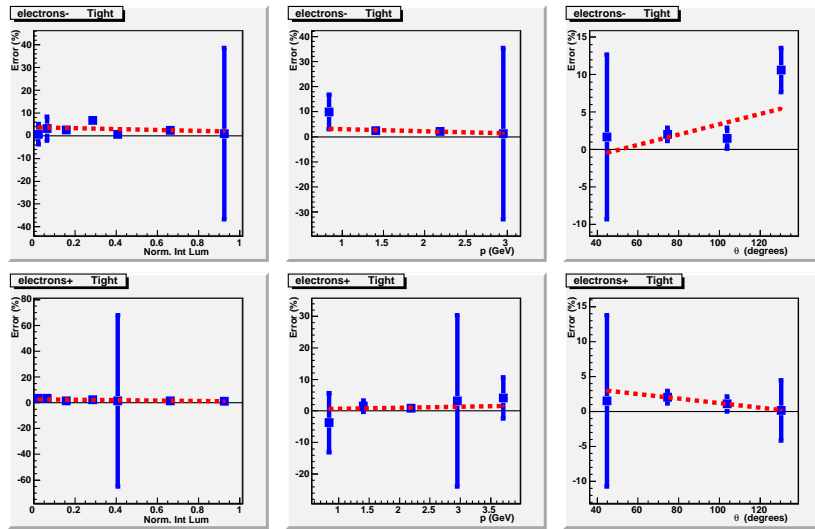 electrons- Tight
Error (%)
40
30
20
10
0
-10
-20
-30
-40
0 0.2 0.4 0.6 0.8 1
Norm. Int Lum
electrons- Tight
Error (%)
40
30
20
10
0
-10
-20
-30
1 1.5 2 2.5 3
p (GeV)
electrons- Tight
Error (%)
15
10
5
0
-5
-10
40 60 80 100 120
θ (degrees)
electrons+ Tight
Error (%)
80
60
40
20
0
-20
-40
-60
0 0.2 0.4 0.6 0.8 1
Norm. Int Lum
electrons+ Tight
Error (%)
30
20
10
0
-10
-20
1 1.5 2 2.5 3 3.5
p (GeV)
electrons+ Tight
Error (%)
15
10
5
0
-5
-10
40 60 80 100 120
θ (degrees)